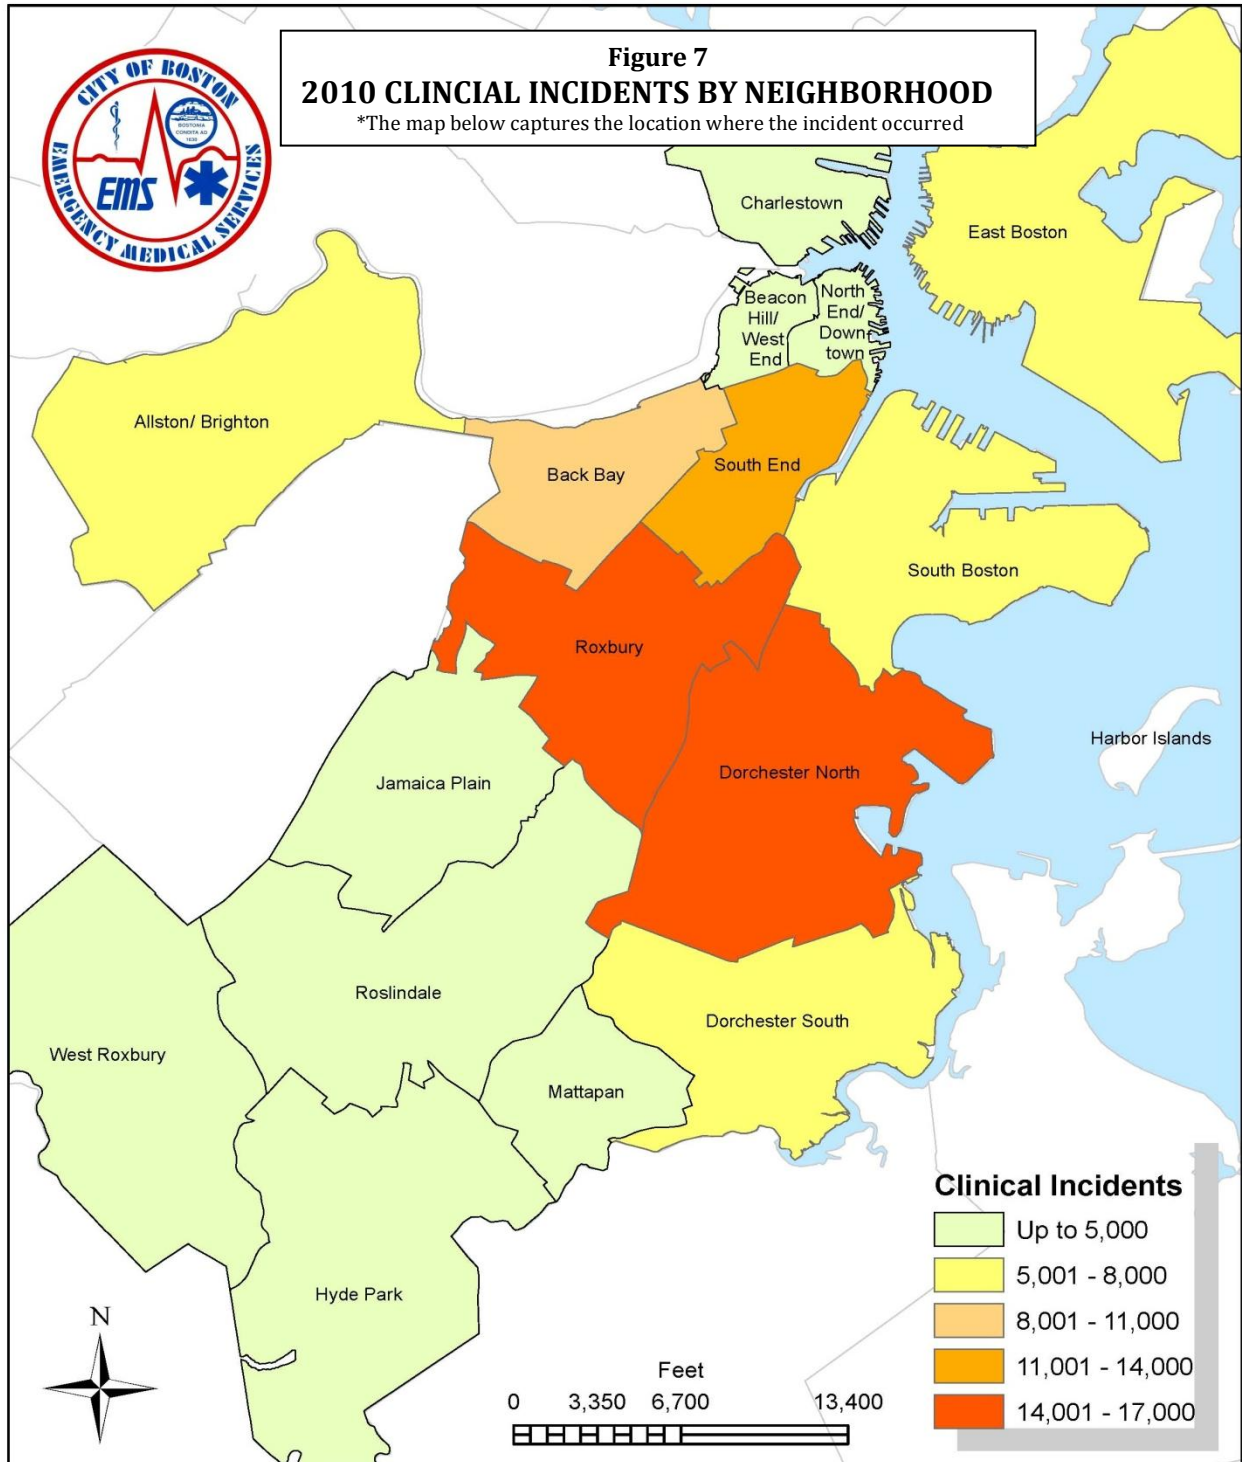 Figure 7
2010 CLINCIAL INCIDENTS BY NEIGHBORHOOD
*The map below captures the location where the incident occurred
CITY OF BOSTON
EMERGENCY MEDICAL SERVICES
EMS
Charlestown
East Boston
Beacon
Hill/
West
End
North
End/
Down-
town
Allston/ Brighton
Back Bay
South End
South Boston
Roxbury
Harbor Islands
Dorchester North
Jamaica Plain
Roslindale
Dorchester South
West Roxbury
Mattapan
Hyde Park
N
Clinical Incidents
Up to 5,000
5,001 - 8,000
8,001 - 11,000
11,001 - 14,000
14,001 - 17,000
Feet
0 3,350 6,700 13,400